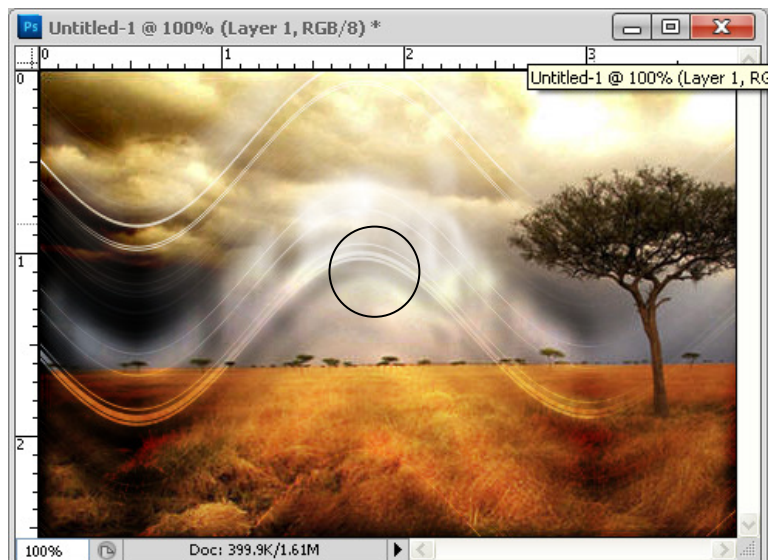 Ps Untitled-1 @ 100% (Layer 1, RGB/8) *
0 1 2 3
Untitled-1 @ 100% (Layer 1, RG
0
1
2
100% Doc: 399.9K/1.61M